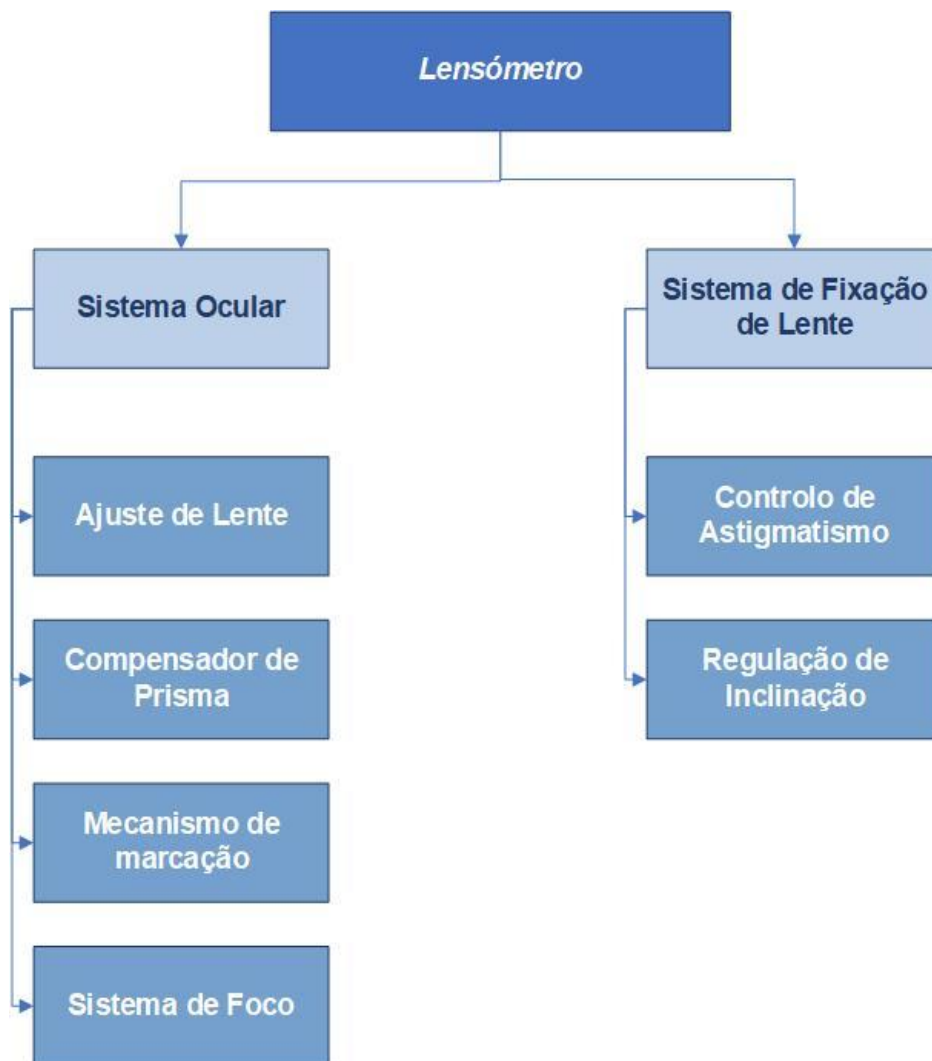 Lensómetro
Sistema Ocular
Ajuste de Lente
Compensador de
Prisma
Mecanismo de
marcação
Sistema de Foco
Sistema de Fixação
de Lente
Controlo de
Astigmatismo
Regulação de
Inclinação